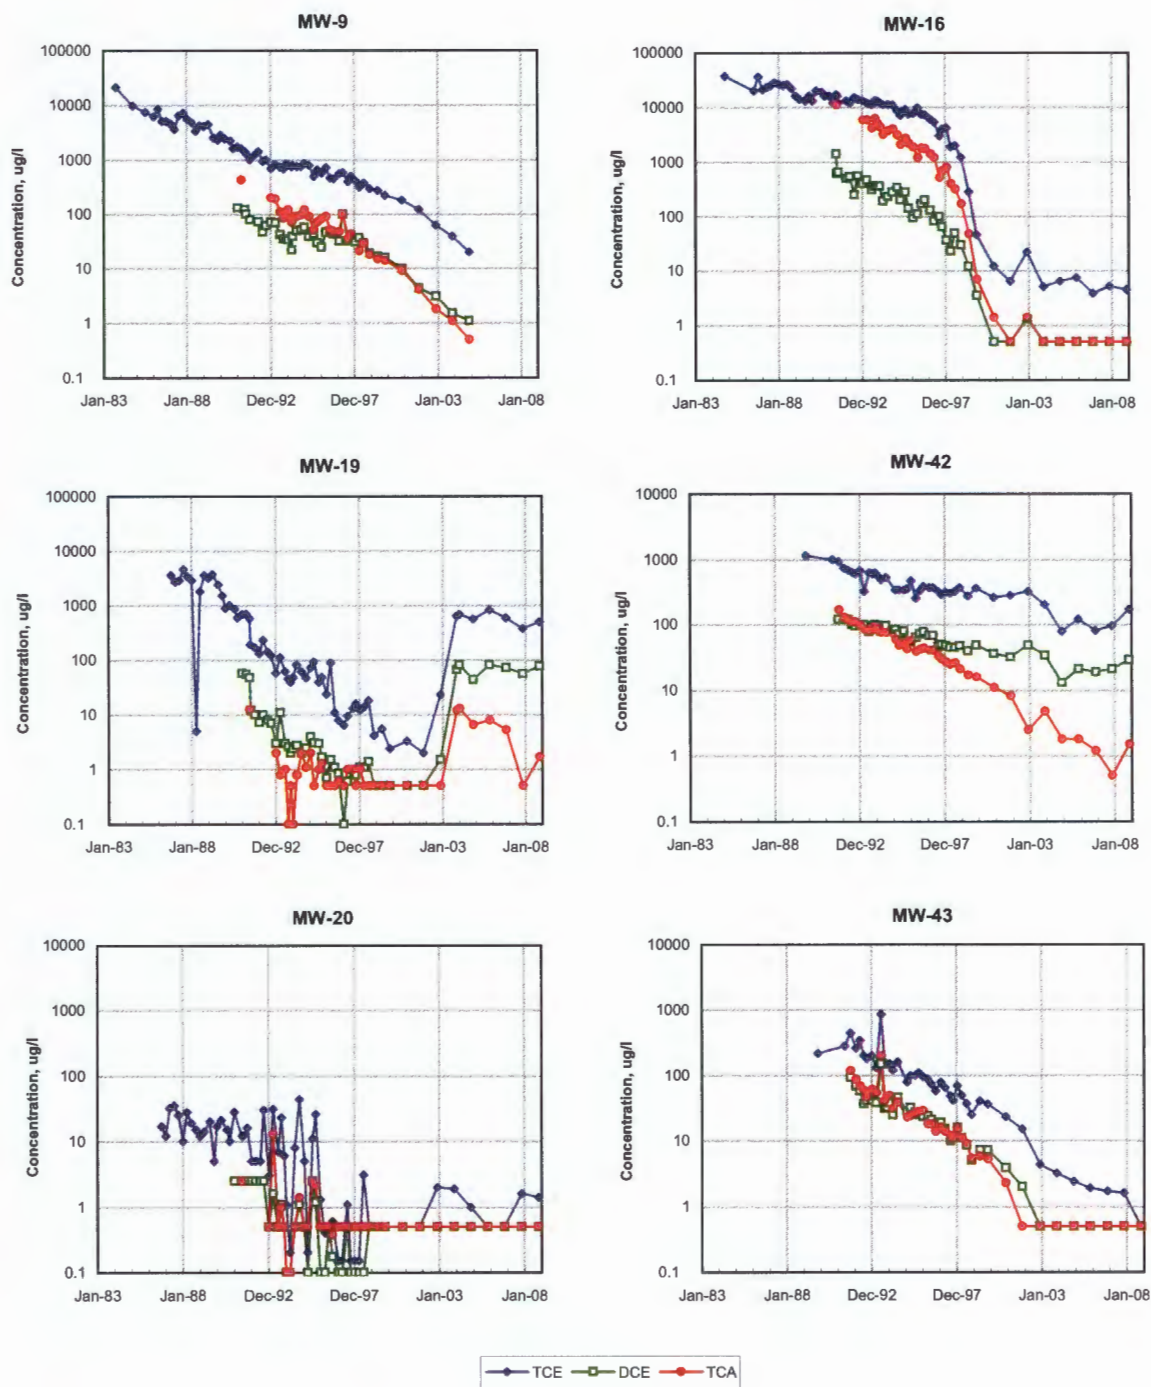 MW-9
100000
10000
1000
100
10
1
0.1
Concentration, ug/l
Jan-83 Jan-88 Dec-92 Dec-97 Jan-03 Jan-08
MW-16
100000
10000
1000
100
10
1
0.1
Concentration, ug/l
Jan-83 Jan-88 Dec-92 Dec-97 Jan-03 Jan-08
MW-19
100000
10000
1000
100
10
1
0.1
Concentration, ug/l
Jan-83 Jan-88 Dec-92 Dec-97 Jan-03 Jan-08
MW-42
10000
1000
100
10
1
0.1
Concentration, ug/l
Jan-83 Jan-88 Dec-92 Dec-97 Jan-03 Jan-08
MW-20
10000
1000
100
10
1
0.1
Concentration, ug/l
Jan-83 Jan-88 Dec-92 Dec-97 Jan-03 Jan-08
MW-43
10000
1000
100
10
1
0.1
Concentration, ug/l
Jan-83 Jan-88 Dec-92 Dec-97 Jan-03 Jan-08
TCE DCE TCA